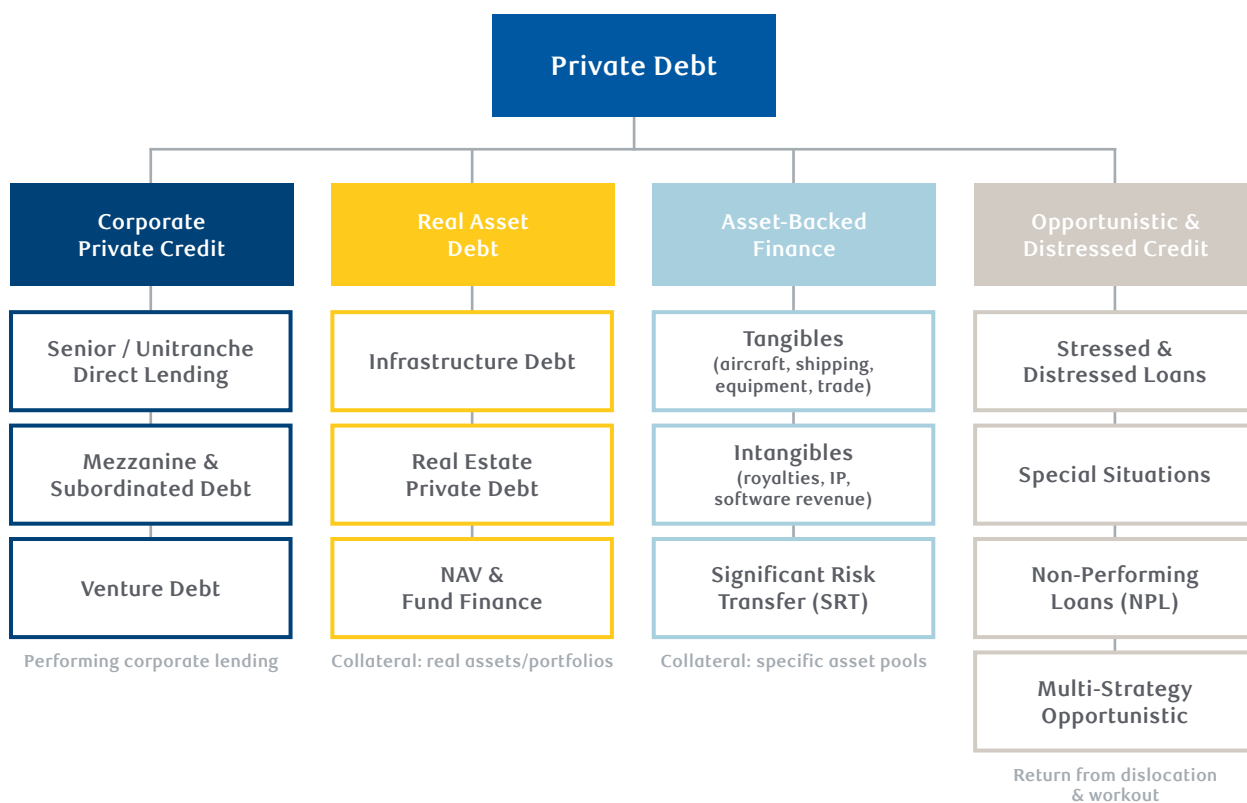 Private Debt
Corporate
Private Credit
Senior / Unitranche
Direct Lending
Mezzanine &
Subordinated Debt
Venture Debt
Performing corporate lending
Real Asset
Debt
Infrastructure Debt
Real Estate
Private Debt
NAV &
Fund Finance
Collateral: real assets/portfolios
Asset-Backed
Finance
Tangibles
(aircraft, shipping,
equipment, trade)
Intangibles
(royalties, IP,
software revenue)
Significant Risk
Transfer (SRT)
Collateral: specific asset pools
Opportunistic &
Distressed Credit
Stressed &
Distressed Loans
Special Situations
Non-Performing
Loans (NPL)
Multi-Strategy
Opportunistic
Return from dislocation
& workout